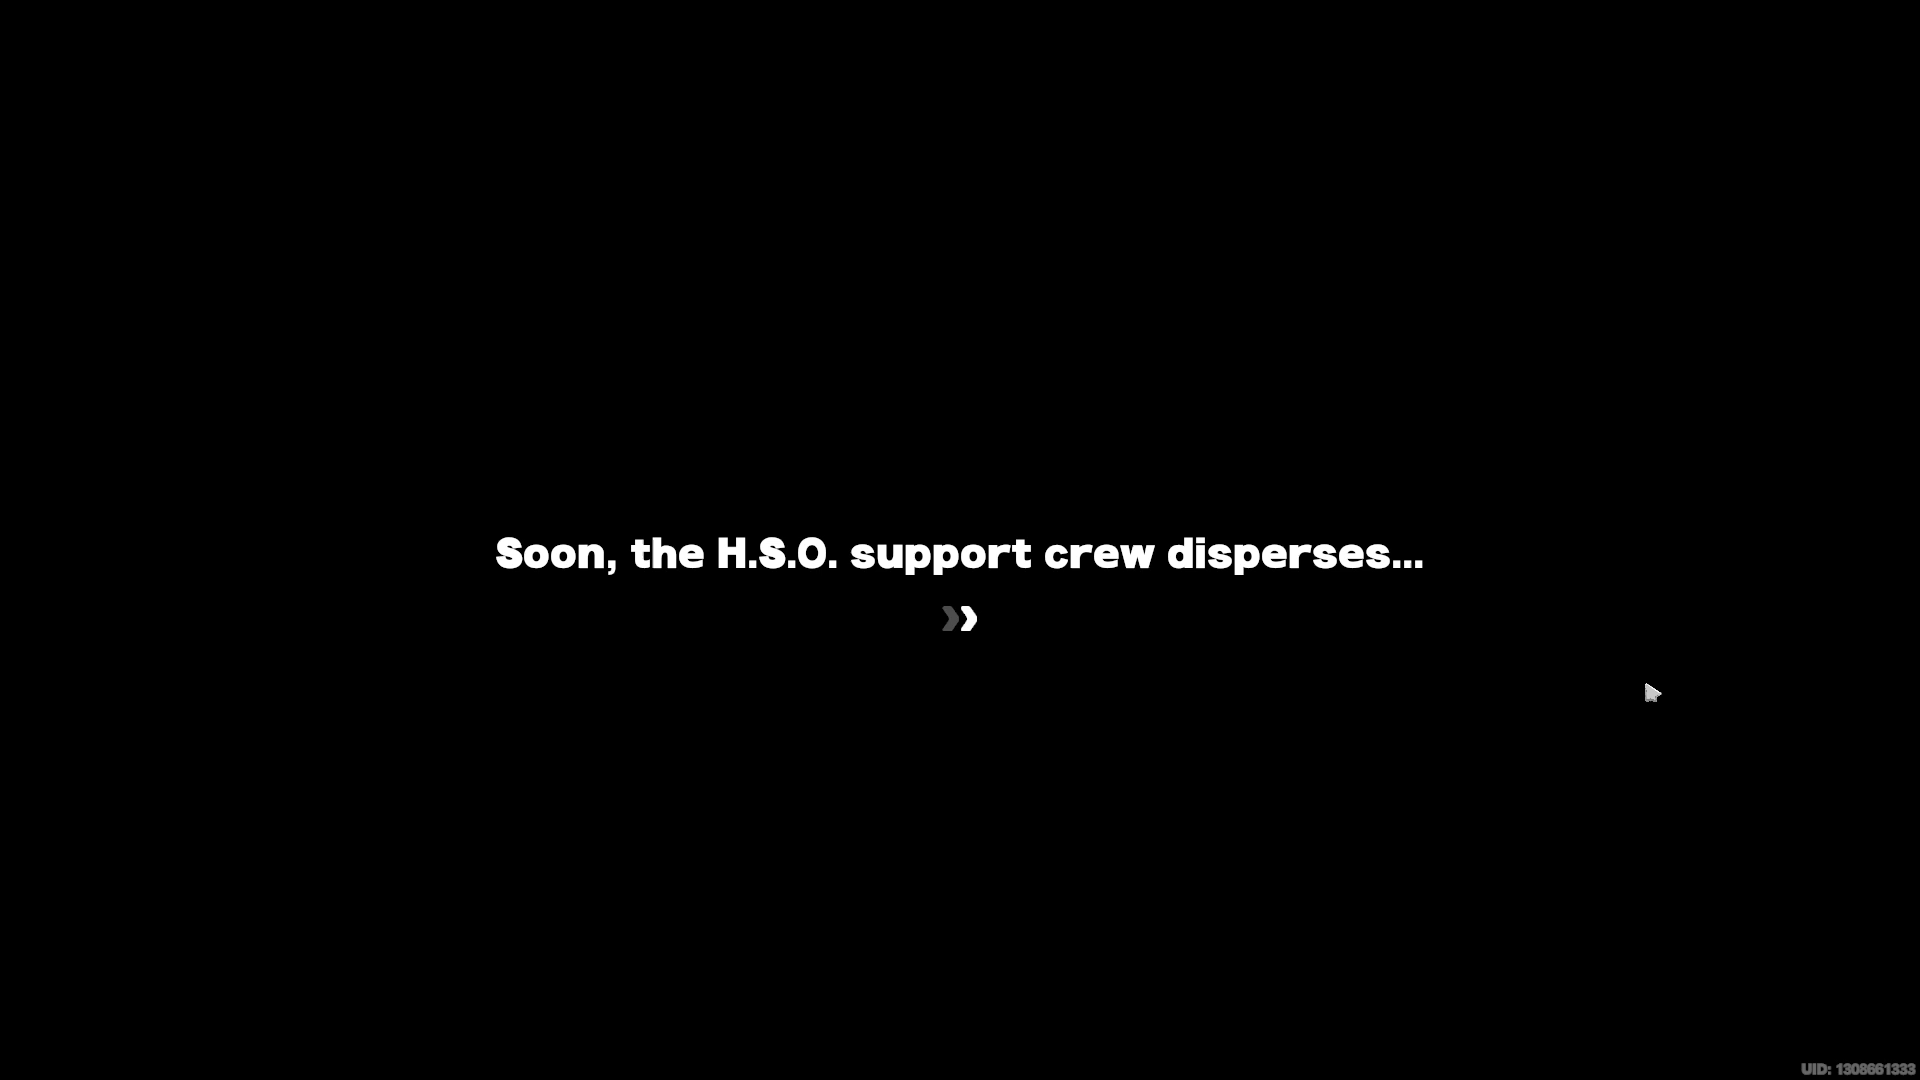 Soon, the H.S.O. support crew disperses...
UID: 1308661333